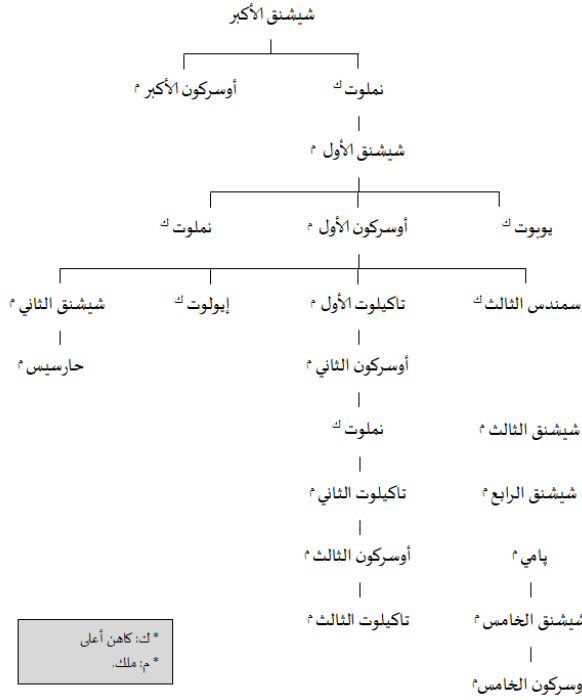 شيشنق الأكبر
نملوت ك أوسركون الأكبر م
شيشنق الأول م
يوبوت ك أوسركون الأول م نملوت ك
سمندس الثالث ك تاكيلوت الأول م إيولوت ك شيشنق الثاني م
أوسركون الثاني م حارسيس م
شيشنق الثالث م نملوت ك
شيشنق الرابع م تاكيلوت الثاني م
پامي م أوسركون الثالث م
شيشنق الخامس م تاكيلوت الثالث م
وسركون الخامس م
* ك: كاهن أعلى
* م: ملك.